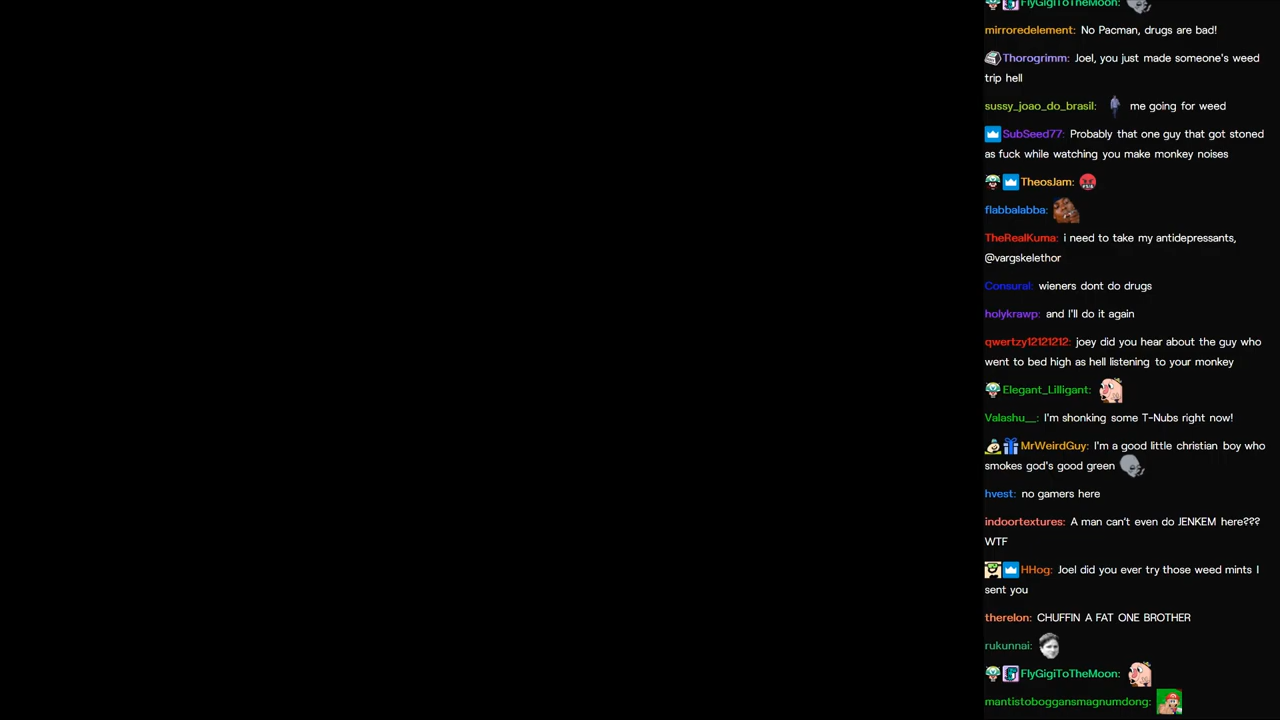 FlyGigiToTheMoon:
mirroredelement: No Pacman, drugs are bad!
Thorogrimm: Joel, you just made someone's weed
trip hell
sussy_joao_do_brasil: me going for weed
SubSeed77: Probably that one guy that got stoned
as fuck while watching you make monkey noises
TheosJam:
flabbalabba:
TheRealKuma: i need to take my antidepressants,
@vargskelethor
Consural: wieners dont do drugs
holykrawp: and I'll do it again
qwertzy12121212: joey did you hear about the guy who
went to bed high as hell listening to your monkey
Elegant_Lilligant:
Valashu__: I'm shonking some T-Nubs right now!
MrWeirdGuy: I'm a good little christian boy who
smokes god's good green
hvest: no gamers here
indoortextures: A man can't even do JENKEM here???
WTF
HHog: Joel did you ever try those weed mints I
sent you
therelon: CHUFFIN A FAT ONE BROTHER
rukunnai:
FlyGigiToTheMoon:
mantistoboggansmagnumdong: